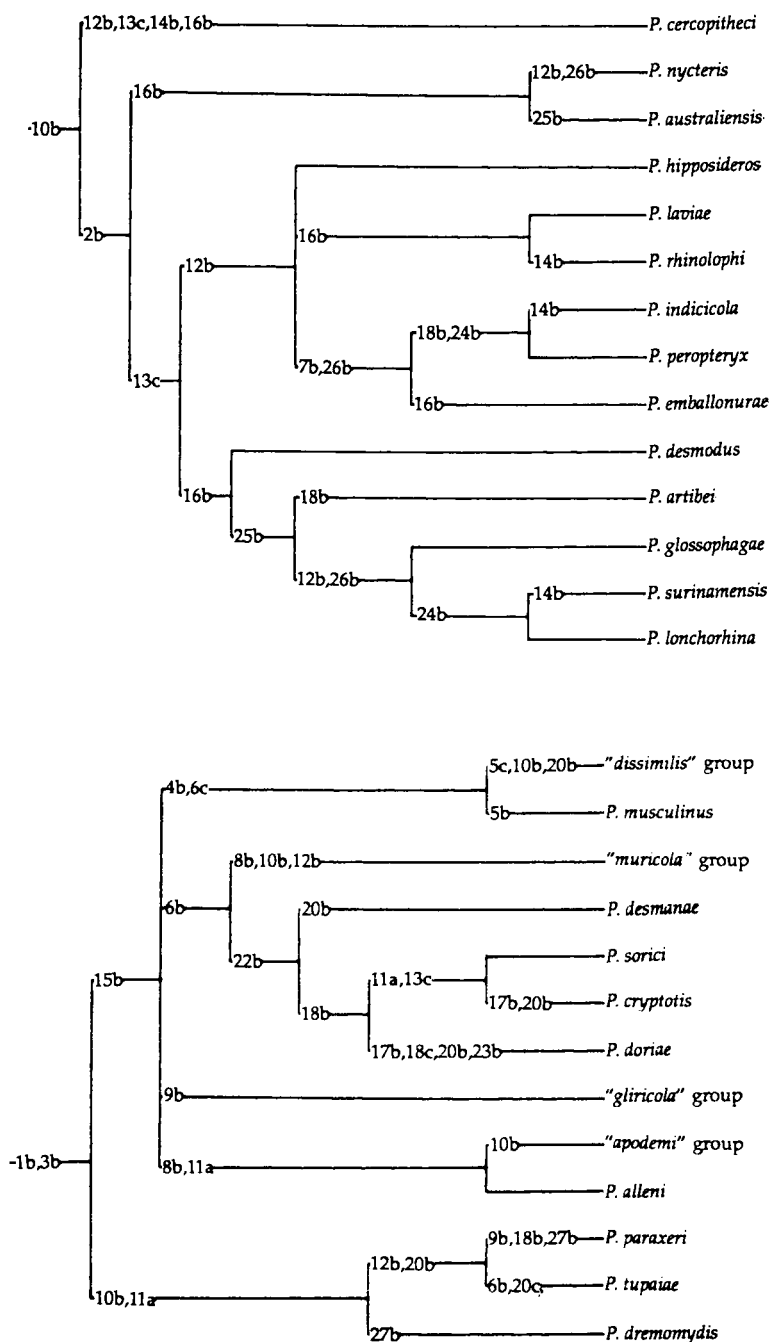 12b,13c,14b,16b P. cercopitheci
12b,26b P. nycteris
16b
10b
25b P. australiensis
P. hipposideros
P. laviae
2b
16b
12b
14b P. rhinolophi
14b P. indicicola
18b,24b
P. peropteryx
7b,26b
13c
16b P. emballonurae
P. desmodus
16b
18b P. artibei
25b
P. glossophagae
12b,26b
14b P. surinamensis
24b
P. lonchorhina
5c,10b,20b "dissimilis" group
4b,6c
5b P. musculinus
8b,10b,12b "muricola" group
6b
20b P. desmanae
22b
P. sorici
11a,13c
15b
17b,20b P. cryptotis
18b
17b,18c,20b,23b P. doriae
9b "gliricola" group
10b "apodemi" group
1b,3b
8b,11a
P. alleni
9b,18b,27b P. paraxeri
12b,20b
6b,20c P. tupaiae
10b,11a
27b P. dremomydis